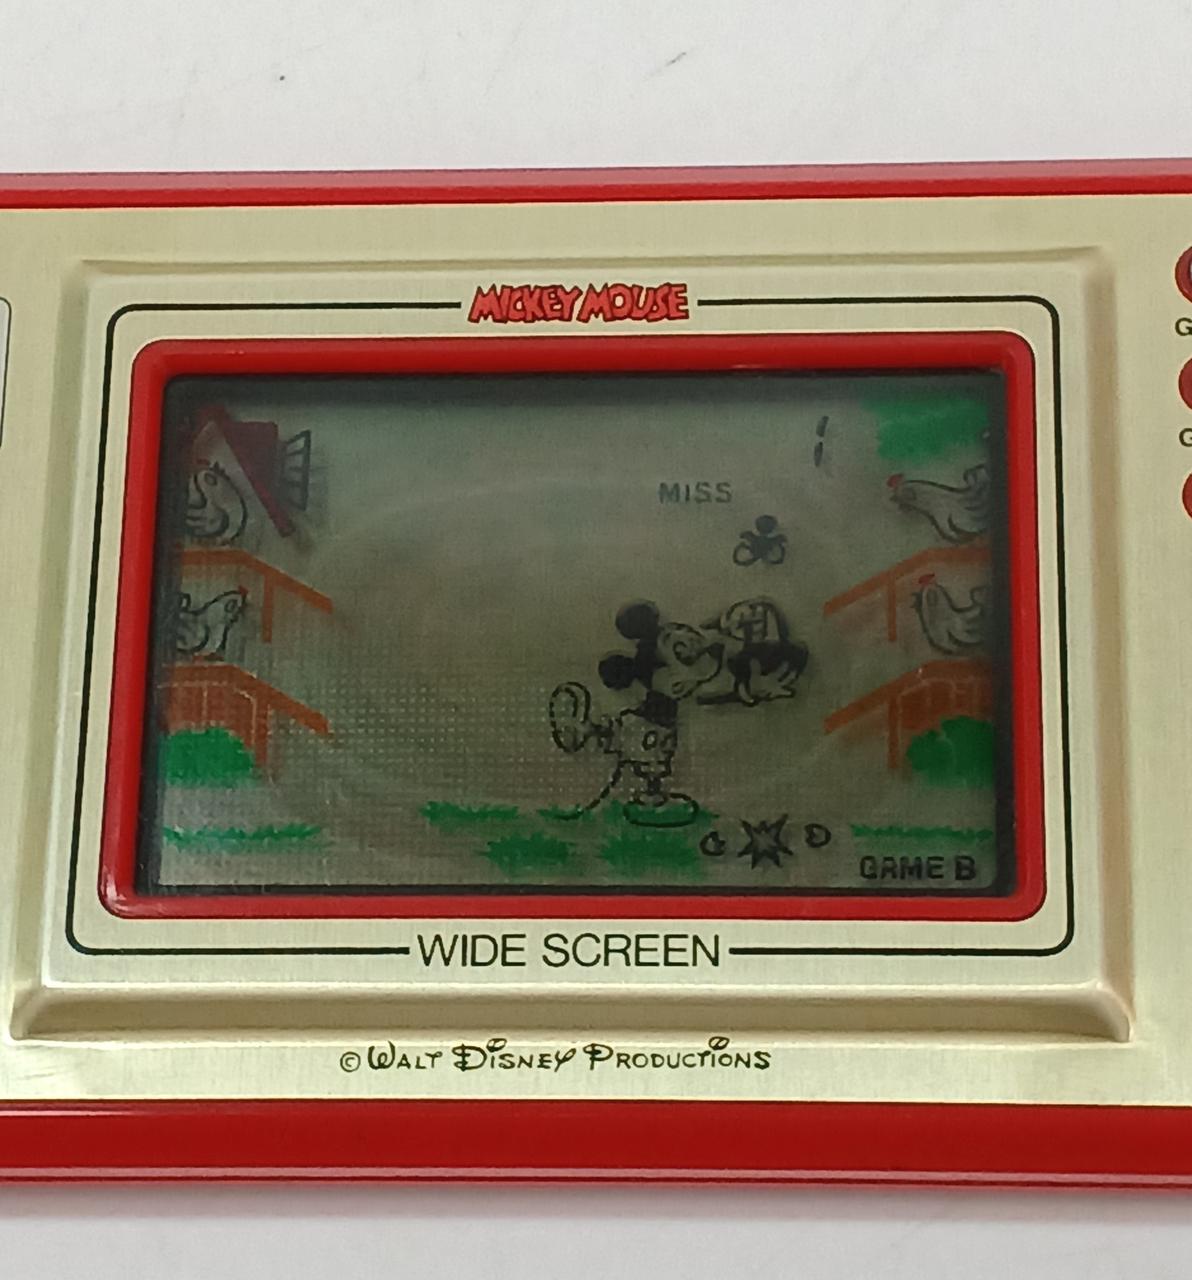 MICKEY MOUSE
MISS
GAME B
WIDE SCREEN
© WALT DISNEY PRODUCTIONS